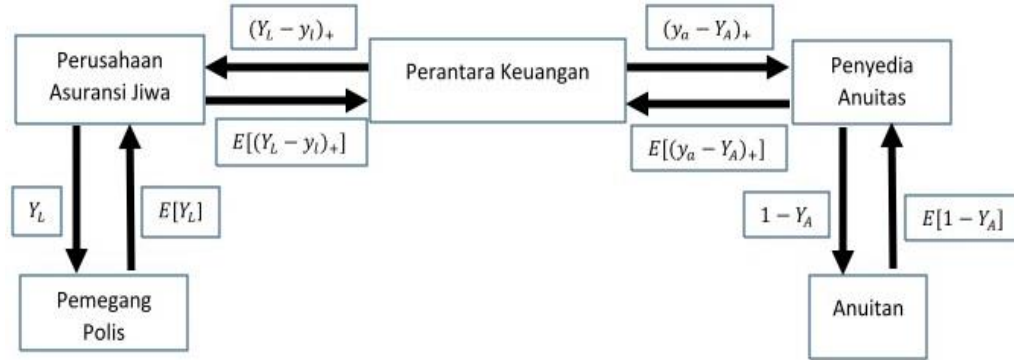 (Y_L − y_l)_+
(y_a − Y_A)_+
Perusahaan
Asuransi Jiwa
Perantara Keuangan
Penyedia
Anuitas
E[(Y_L − y_l)_+]
E[(y_a − Y_A)_+]
Y_L
E[Y_L]
1 − Y_A
E[1 − Y_A]
Pemegang
Polis
Anuitan